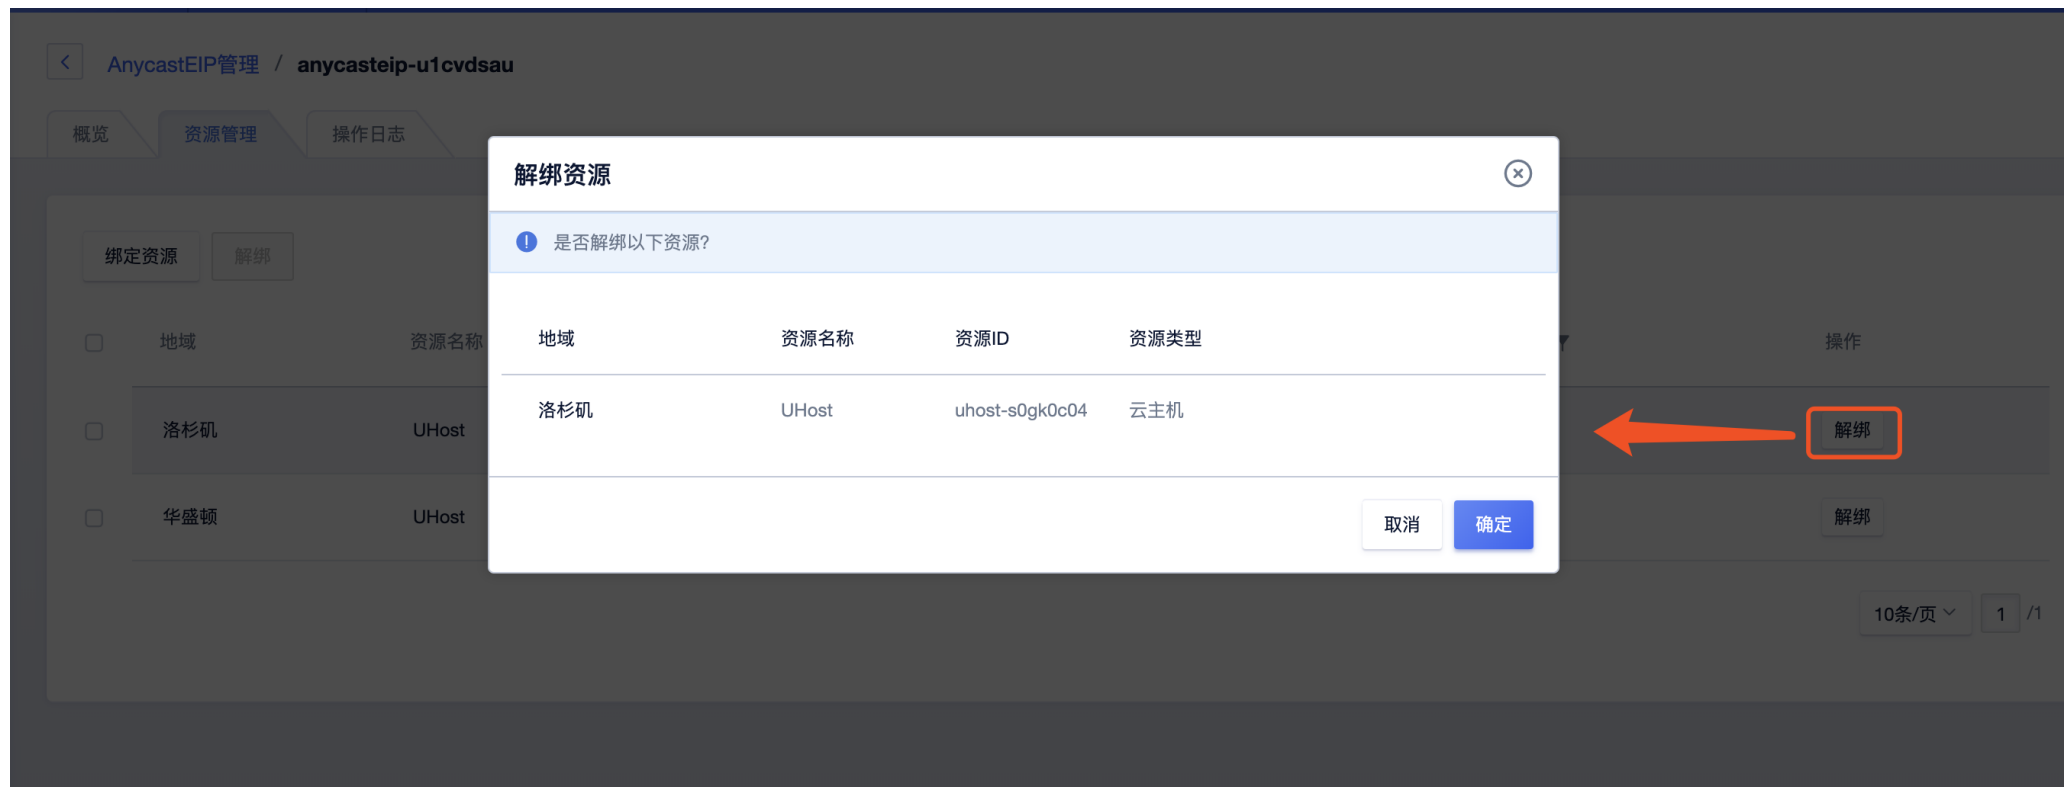 AnycastEIP管理 / anycasteip-u1cvdsau
概览 资源管理 操作日志
解绑资源
是否解绑以下资源?
绑定资源 解绑
地域 资源名称 操作
地域 资源名称 资源ID 资源类型
洛杉矶 UHost uhost-s0gk0c04 云主机
洛杉矶 UHost 解绑
华盛顿 UHost 解绑
取消 确定
10条/页 1 /1